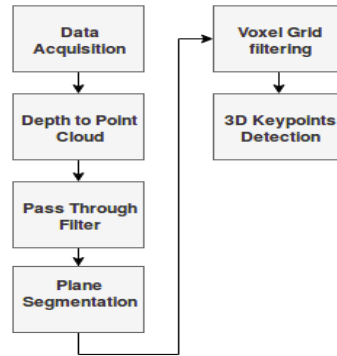 Data
Acquisition
Depth to Point
Cloud
Pass Through
Filter
Plane
Segmentation
Voxel Grid
filtering
3D Keypoints
Detection